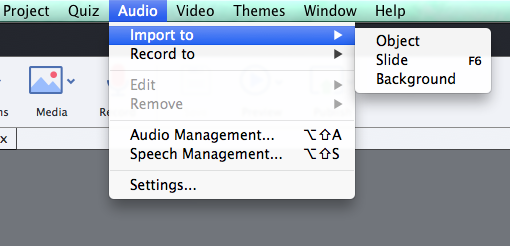 Project Quiz Audio Video Themes Window Help
Import to
Object
Slide F6
Background
Record to
Edit
Remove
Media
Audio Management... ⌥⇧A
Speech Management... ⌥⇧S
Settings...
x